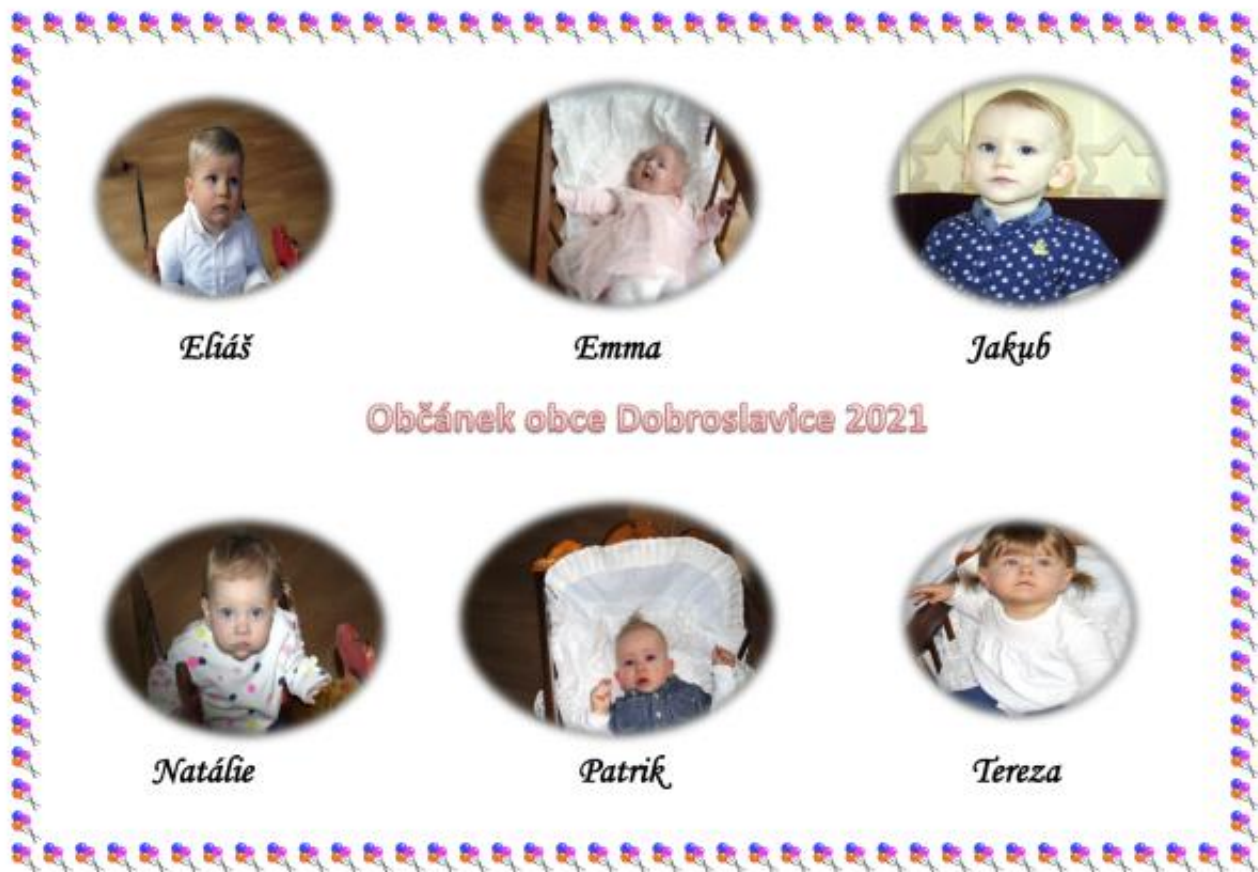 Eliáš
Emma
Jakub
Občánek obce Dobroslavice 2021
Natálie
Patrik
Tereza